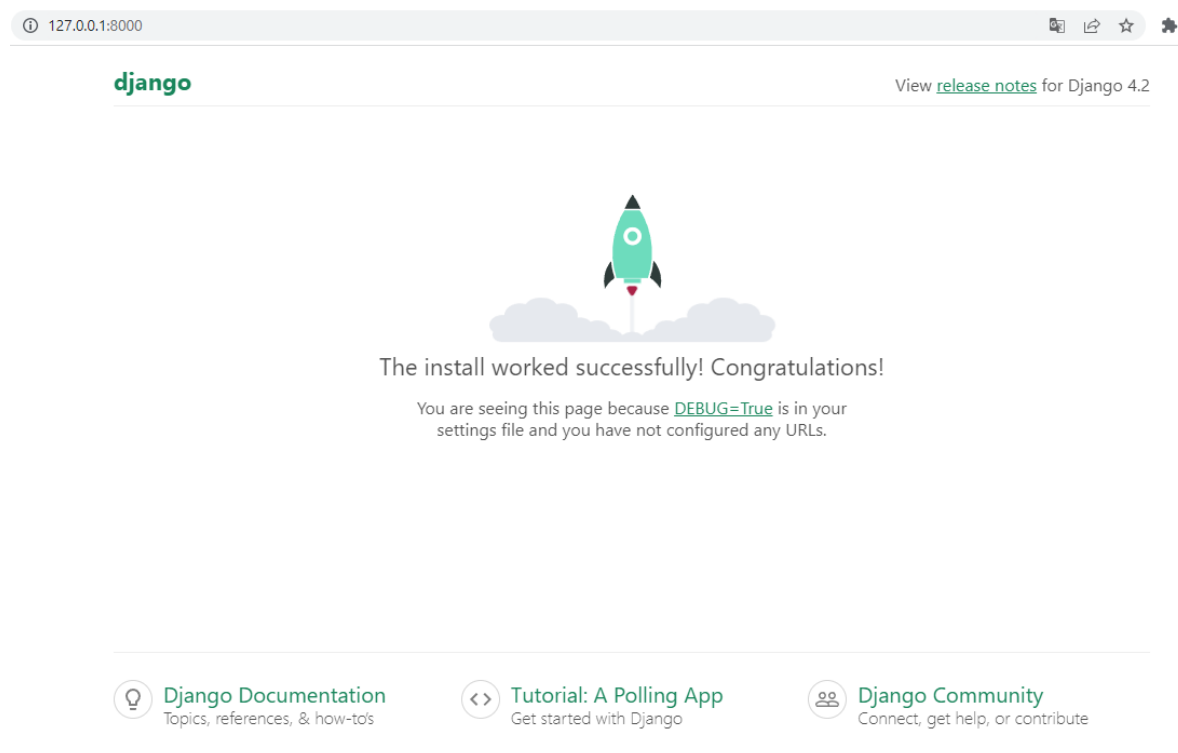 127.0.0.1:8000
django
View release notes for Django 4.2
The install worked successfully! Congratulations!
You are seeing this page because DEBUG=True is in your
settings file and you have not configured any URLs.
Django Documentation
Topics, references, & how-to's
Tutorial: A Polling App
Get started with Django
Django Community
Connect, get help, or contribute